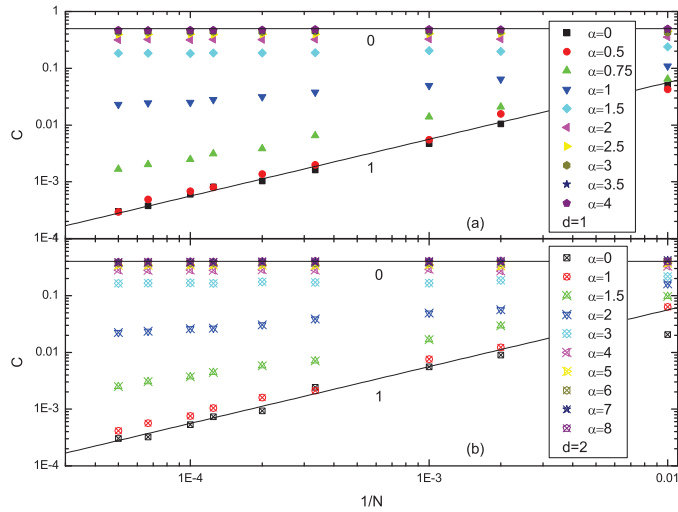 1
0.1
0.01
1E-3
1E-4
C
0
1
(a)
α=0
α=0.5
α=0.75
α=1
α=1.5
α=2
α=2.5
α=3
α=3.5
α=4
d=1
0.1
0.01
1E-3
1E-4
C
0
1
(b)
α=0
α=1
α=1.5
α=2
α=3
α=4
α=5
α=6
α=7
α=8
d=2
1E-4
1E-3
0.01
1/N